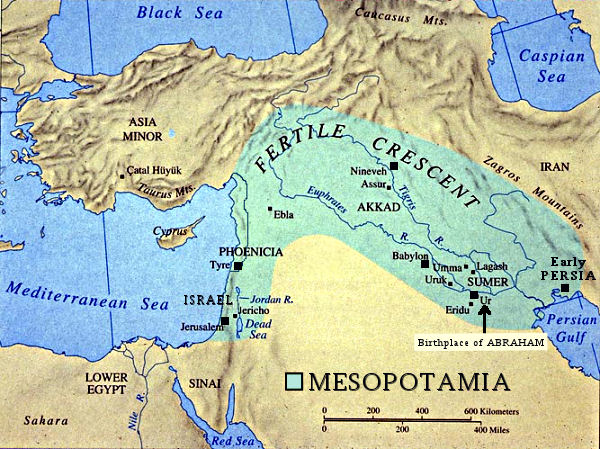 Black Sea
Caucasus Mts.
Caspian
Sea
ASIA
MINOR
FERTILE CRESCENT
Çatal Hüyük
Taurus Mts.
Nineveh
Assur
Tigris
R.
Zagros Mountains
IRAN
Euphrates
R.
AKKAD
Ebla
Cyprus
PHOENICIA
Tyre
Babylon
Umma
Lagash
Uruk
SUMER
Ur
Eridu
Early
PERSIA
Mediterranean Sea
ISRAEL
Jordan R.
Jericho
Jerusalem
Dead
Sea
Persian
Gulf
Birthplace of ABRAHAM
LOWER
EGYPT
SINAI
Nile R.
Sahara
Red Sea
MESOPOTAMIA
0 200 400 600 Kilometers
0 200 400 Miles